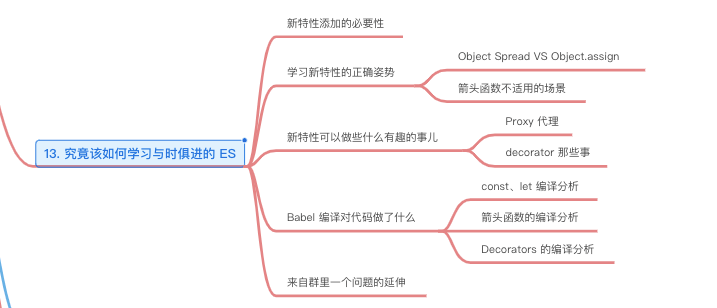 13. 究竟该如何学习与时俱进的 ES
新特性添加的必要性
学习新特性的正确姿势
Object Spread VS Object.assign
箭头函数不适用的场景
新特性可以做些什么有趣的事儿
Proxy 代理
decorator 那些事
Babel 编译对代码做了什么
const、let 编译分析
箭头函数的编译分析
Decorators 的编译分析
来自群里一个问题的延伸